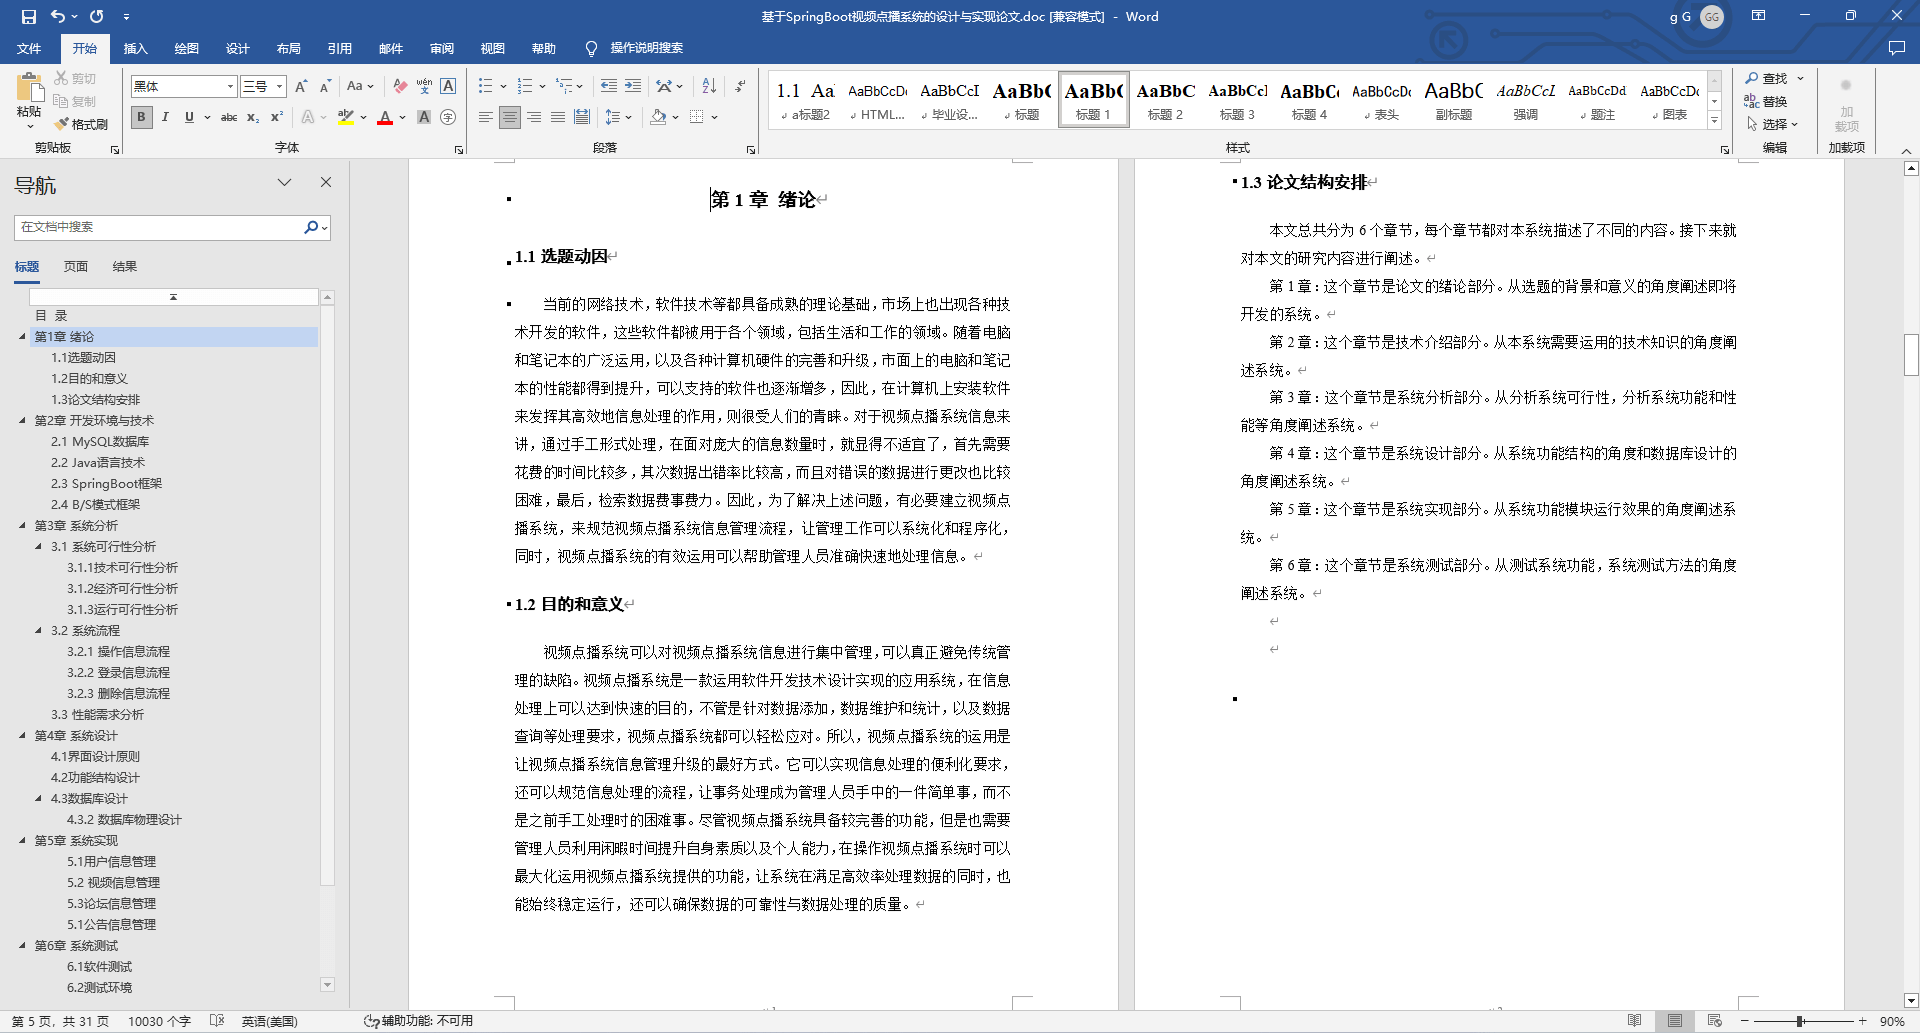 基于SpringBoot视频点播系统的设计与实现论文.doc [兼容模式] - Word
g G
GG
文件 开始 插入 绘图 设计 布局 引用 邮件 审阅 视图 帮助 操作说明搜索
粘贴
剪切
复制
格式刷
剪贴板
黑体 三号
字体
段落
1.1 Aa AaBbCcDc AaBbCcI AaBb( AaBb( AaBbC AaBbCcI AaBbC( AaBbCcDc AaBbC AaBbCcL AaBbCcDd AaBbCcDc
a标题2 HTML... 毕业设... 标题 标题 1 标题 2 标题 3 标题 4 表头 副标题 强调 题注 图表
样式
查找
替换
选择
编辑
加
载项
加载项
导航
在文档中搜索
标题 页面 结果
目 录
第1章 绪论
1.1选题动因
1.2目的和意义
1.3论文结构安排
第2章 开发环境与技术
2.1 MySQL数据库
2.2 Java语言技术
2.3 SpringBoot框架
2.4 B/S模式框架
第3章 系统分析
3.1 系统可行性分析
3.1.1技术可行性分析
3.1.2经济可行性分析
3.1.3运行可行性分析
3.2 系统流程
3.2.1 操作信息流程
3.2.2 登录信息流程
3.2.3 删除信息流程
3.3 性能需求分析
第4章 系统设计
4.1界面设计原则
4.2功能结构设计
4.3数据库设计
4.3.2 数据库物理设计
第5章 系统实现
5.1用户信息管理
5.2 视频信息管理
5.3论坛信息管理
5.1公告信息管理
第6章 系统测试
6.1软件测试
6.2测试环境
第 1 章 绪论
1.1 选题动因
当前的网络技术，软件技术等都具备成熟的理论基础，市场上也出现各种技
术开发的软件，这些软件都被用于各个领域，包括生活和工作的领域。随着电脑
和笔记本的广泛运用，以及各种计算机硬件的完善和升级，市面上的电脑和笔记
本的性能都得到提升，可以支持的软件也逐渐增多，因此，在计算机上安装软件
来发挥其高效地信息处理的作用，则很受人们的青睐。对于视频点播系统信息来
讲，通过手工形式处理，在面对庞大的信息数量时，就显得不适宜了，首先需要
花费的时间比较多，其次数据出错率比较高，而且对错误的数据进行更改也比较
困难，最后，检索数据费事费力。因此，为了解决上述问题，有必要建立视频点
播系统，来规范视频点播系统信息管理流程，让管理工作可以系统化和程序化，
同时，视频点播系统的有效运用可以帮助管理人员准确快速地处理信息。
1.2 目的和意义
视频点播系统可以对视频点播系统信息进行集中管理，可以真正避免传统管
理的缺陷。视频点播系统是一款运用软件开发技术设计实现的应用系统，在信息
处理上可以达到快速的目的，不管是针对数据添加，数据维护和统计，以及数据
查询等处理要求，视频点播系统都可以轻松应对。所以，视频点播系统的运用是
让视频点播系统信息管理升级的最好方式。它可以实现信息处理的便利化要求，
还可以规范信息处理的流程，让事务处理成为管理人员手中的一件简单事，而不
是之前手工处理时的困难事。尽管视频点播系统具备较完善的功能，但是也需要
管理人员利用闲暇时间提升自身素质以及个人能力，在操作视频点播系统时可以
最大化运用视频点播系统提供的功能，让系统在满足高效率处理数据的同时，也
能始终稳定运行，还可以确保数据的可靠性与数据处理的质量。
1.3 论文结构安排
本文总共分为 6 个章节，每个章节都对本系统描述了不同的内容。接下来就
对本文的研究内容进行阐述。
第 1 章：这个章节是论文的绪论部分。从选题的背景和意义的角度阐述即将
开发的系统。
第 2 章：这个章节是技术介绍部分。从本系统需要运用的技术知识的角度阐
述系统。
第 3 章：这个章节是系统分析部分。从分析系统可行性，分析系统功能和性
能等角度阐述系统。
第 4 章：这个章节是系统设计部分。从系统功能结构的角度和数据库设计的
角度阐述系统。
第 5 章：这个章节是系统实现部分。从系统功能模块运行效果的角度阐述系
统。
第 6 章：这个章节是系统测试部分。从测试系统功能，系统测试方法的角度
阐述系统。
第 5 页，共 31 页 10030 个字 英语(美国) 辅助功能: 不可用 90%